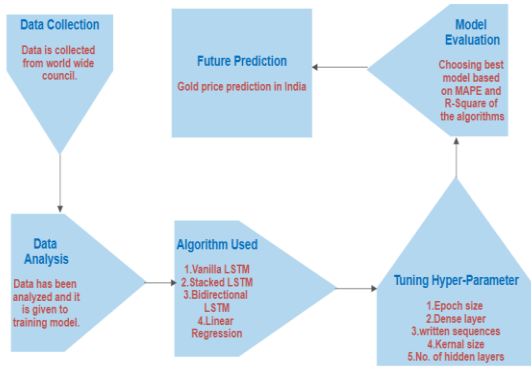 Data Collection
Data is collected
from world wide
council.
Data
Analysis
Data has been
analyzed and it
is given to
training model.
Algorithm Used
1.Vanilla LSTM
2.Stacked LSTM
3.Bidirectional
LSTM
4.Linear
Regression
Tuning Hyper-Parameter
1.Epoch size
2.Dense layer
3.written sequences
4.Kernal size
5.No. of hidden layers
Model
Evaluation
Choosing best
model based
on MAPE and
R-Square of
the algorithms
Future Prediction
Gold price prediction in India